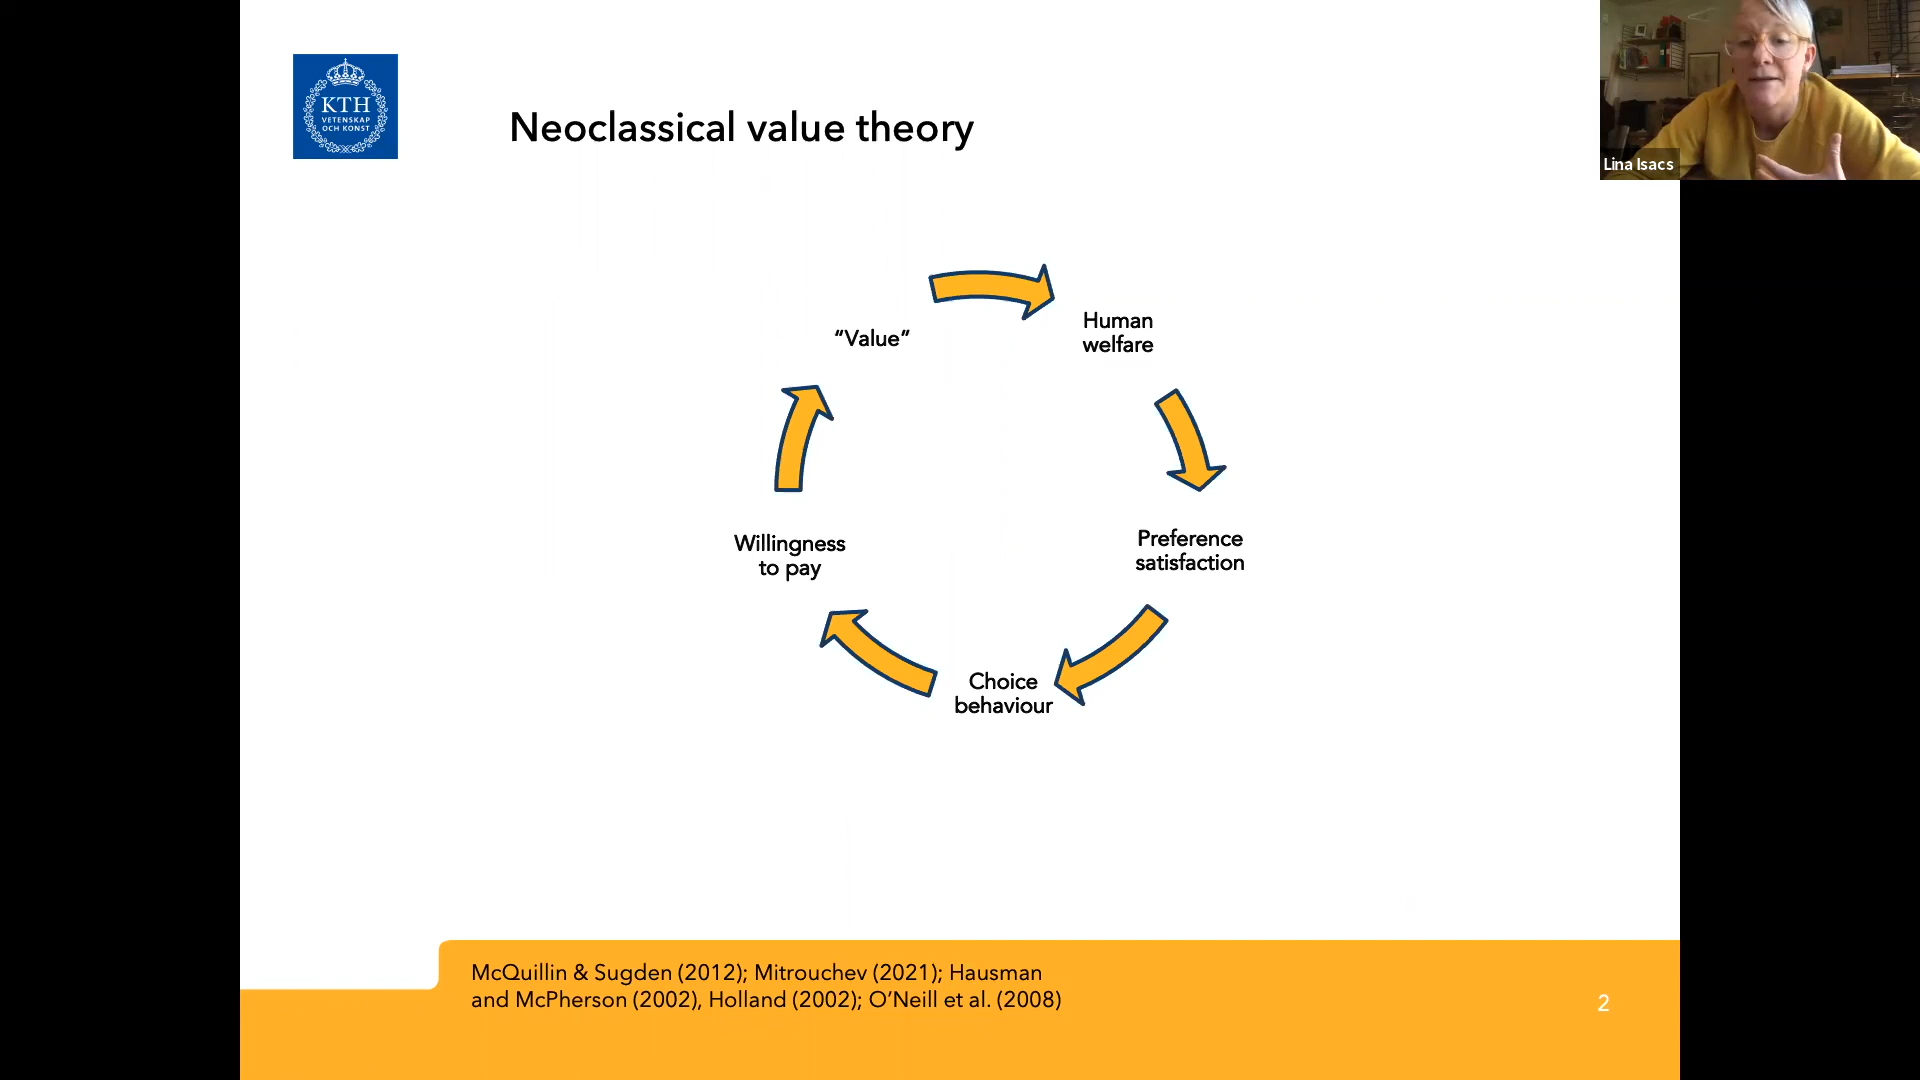 KTH
VETENSKAP
OCH KONST
Neoclassical value theory
Lina Isacs
“Value”
Human
welfare
Preference
satisfaction
Choice
behaviour
Willingness
to pay
McQuillin & Sugden (2012); Mitrouchev (2021); Hausman
and McPherson (2002), Holland (2002); O’Neill et al. (2008)
2